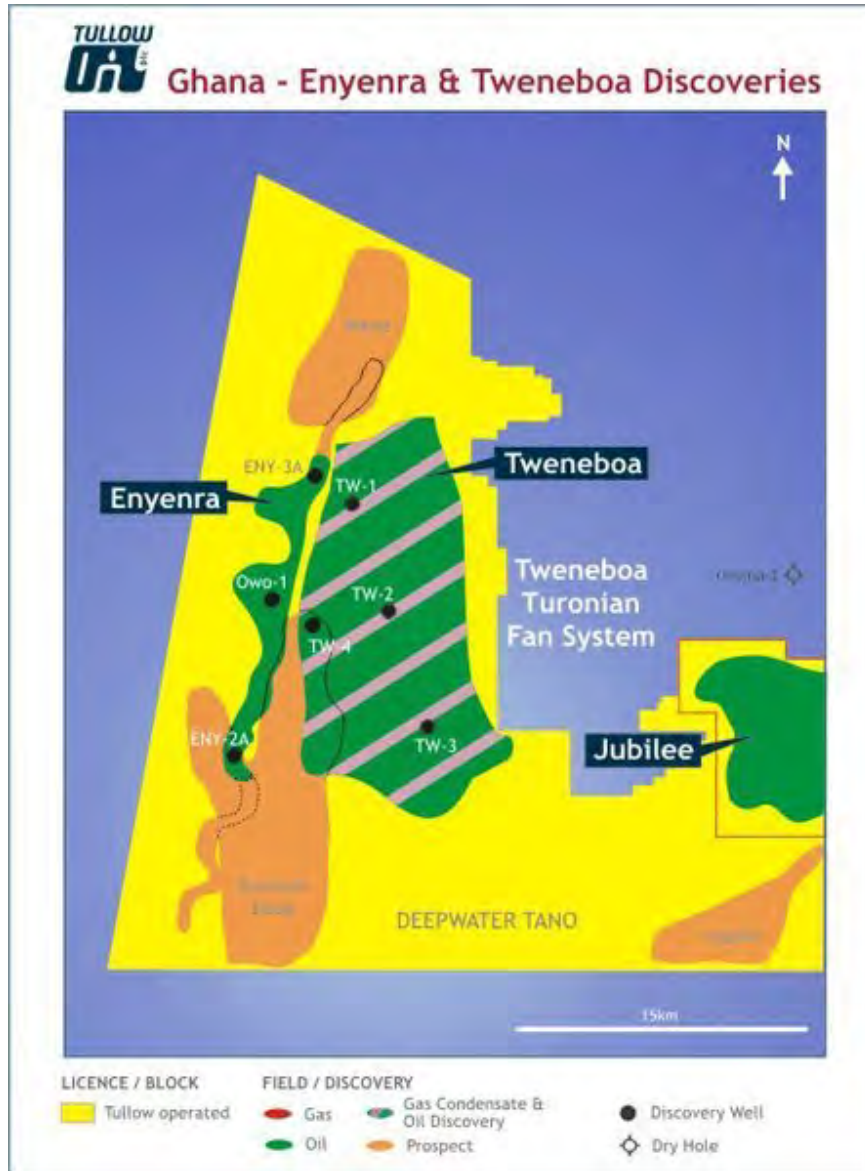 TULLOW
Oil plc
Ghana - Enyenra & Tweneboa Discoveries
N
ENY-3A
Enyenra
TW-1
Tweneboa
Owo-1
TW-2
Tweneboa
Turonian
Fan System
TW-4
ENY-2A
TW-3
Jubilee
DEEPWATER TANO
15km
LICENCE / BLOCK
Tullow operated
FIELD / DISCOVERY
Gas
Oil
Gas Condensate &
Oil Discovery
Prospect
Discovery Well
Dry Hole